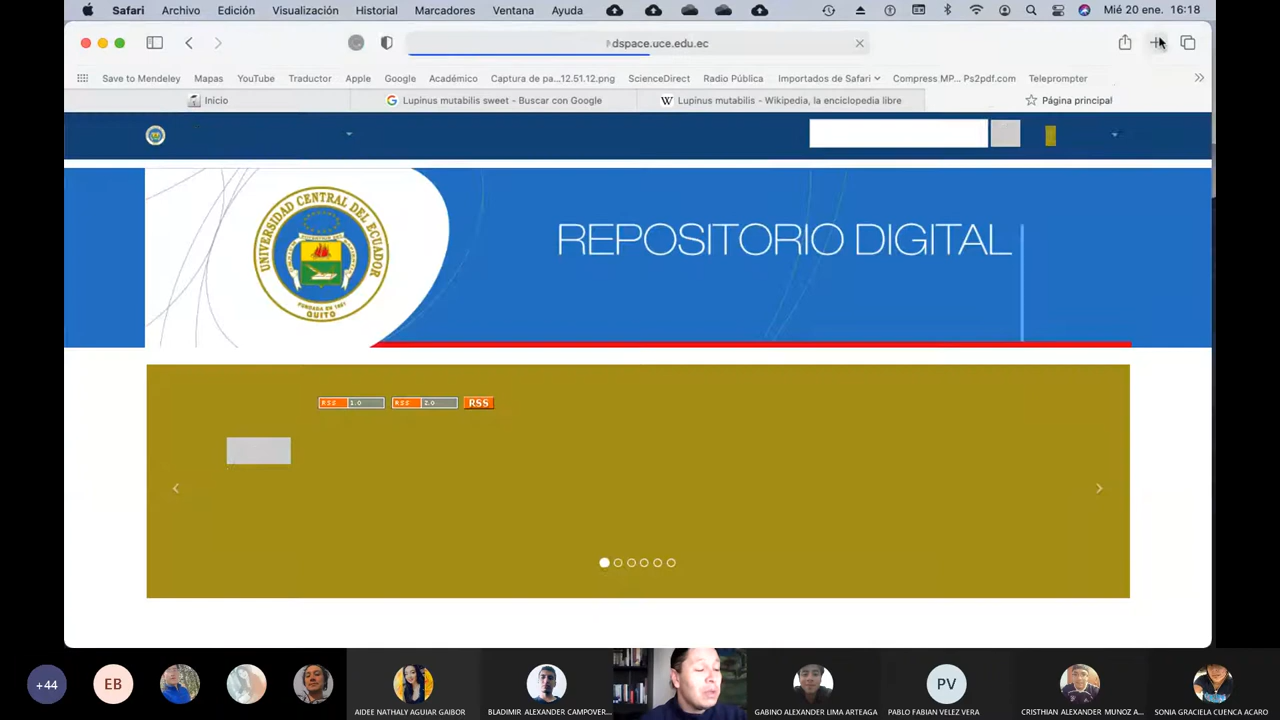 Safari Archivo Edición Visualización Historial Marcadores Ventana Ayuda Mié 20 ene. 16:18
dspace.uce.edu.ec
Save to Mendeley Mapas YouTube Traductor Apple Google Académico Captura de pa...12.51.12.png ScienceDirect Radio Pública Importados de Safari Compress.MP... Ps2pdf.com Teleprompter
Inicio Lupinus mutabilis sweet - Buscar con Google Lupinus mutabilis - Wikipedia, la enciclopedia libre Página principal
UNIVERSIDAD CENTRAL DEL ECUADOR
REPOSITORIO DIGITAL
QUITO
RSS 1.0 RSS 2.0 RSS
+44 EB PV
AIDEE NATHALY AGUIAR GAIBOR BLADIMIR ALEXANDER CAMPOVER... GABINO ALEXANDER LIMA ARTEAGA PABLO FABIAN VELEZ VERA CRISTHIAN ALEXANDER MUNOZ A... SONIA GRACIELA CUENCA ACARO